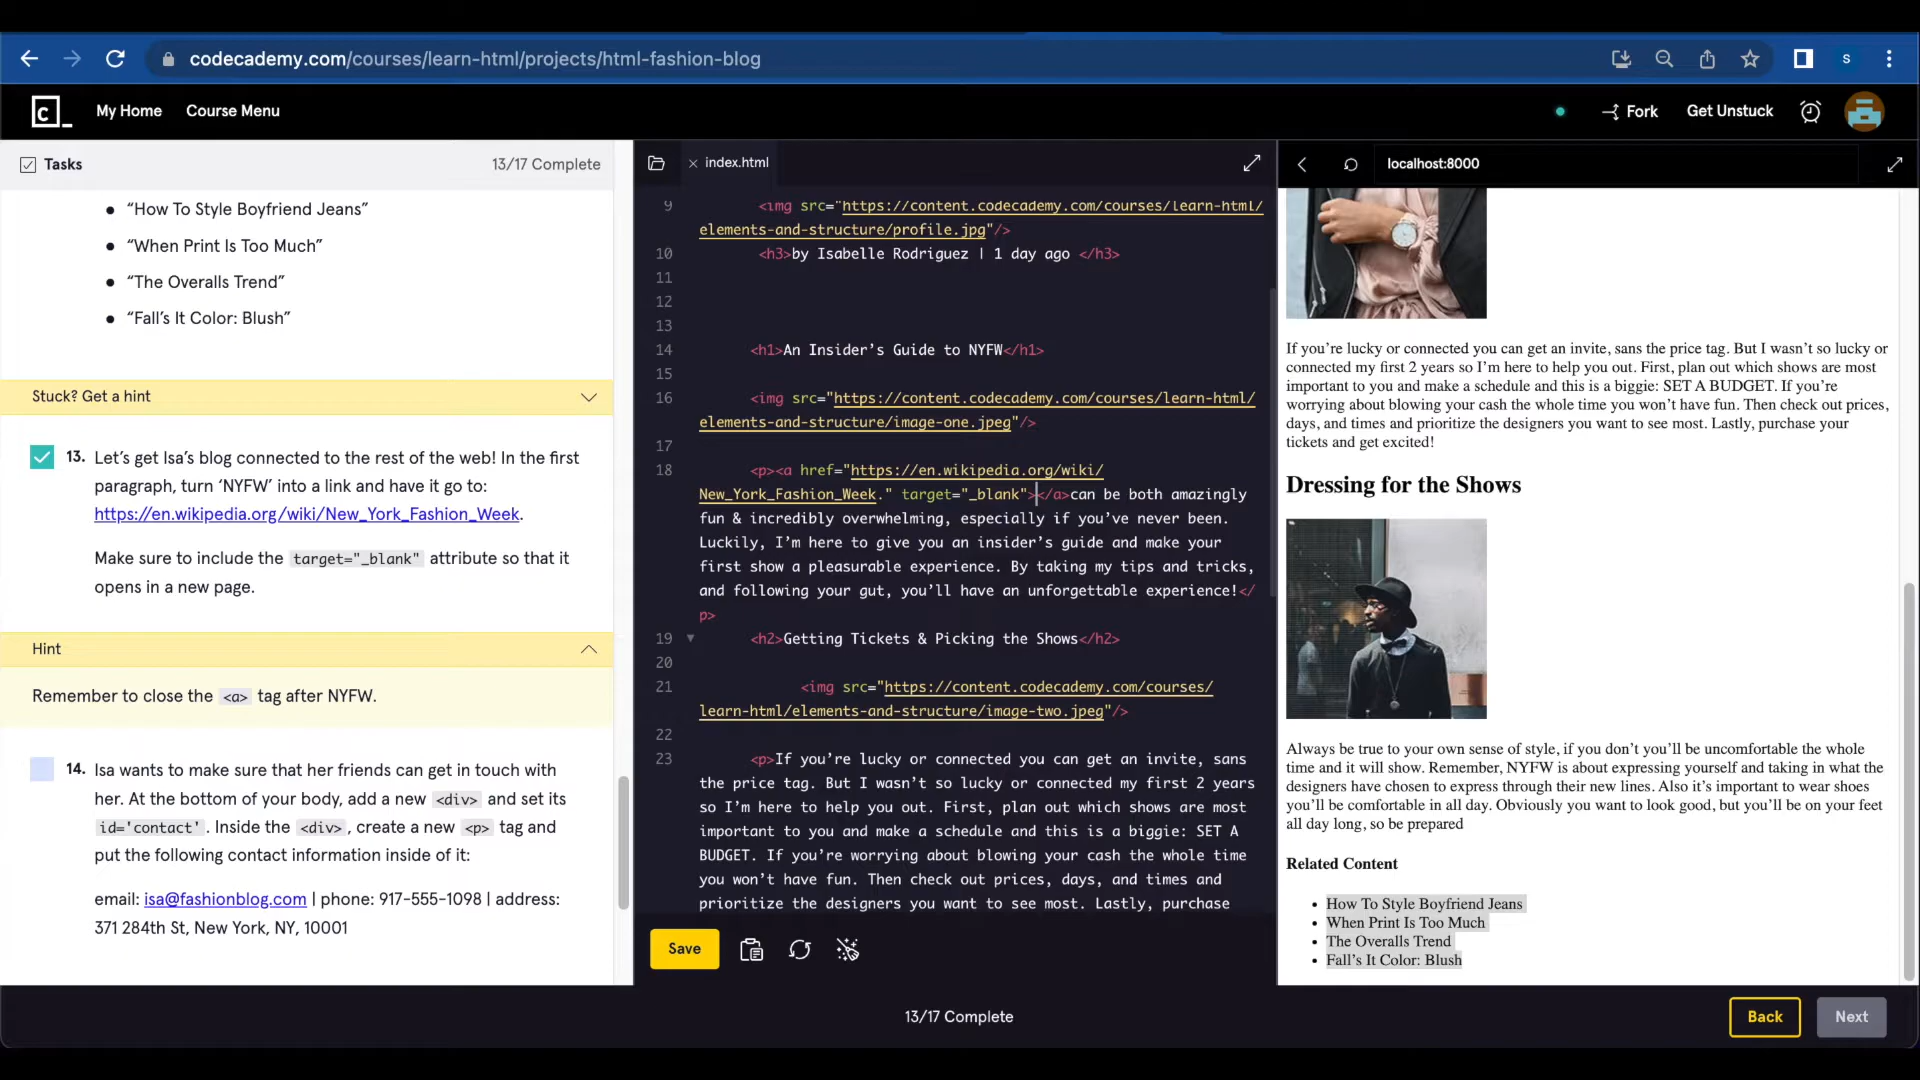 codecademy.com/courses/learn-html/projects/html-fashion-blog
S
C_
My Home
Course Menu
Fork
Get Unstuck
Tasks
13/17 Complete
• “How To Style Boyfriend Jeans”
• “When Print Is Too Much”
• “The Overalls Trend”
• “Fall’s It Color: Blush”
Stuck? Get a hint
13. Let’s get Isa’s blog connected to the rest of the web! In the first
paragraph, turn ‘NYFW’ into a link and have it go to:
https://en.wikipedia.org/wiki/New_York_Fashion_Week.
Make sure to include the target="_blank" attribute so that it
opens in a new page.
Hint
Remember to close the <a> tag after NYFW.
14. Isa wants to make sure that her friends can get in touch with
her. At the bottom of your body, add a new <div> and set its
id='contact'. Inside the <div>, create a new <p> tag and
put the following contact information inside of it:
email: isa@fashionblog.com | phone: 917-555-1098 | address:
371 284th St, New York, NY, 10001
index.html
9 <img src="https://content.codecademy.com/courses/learn-html/
elements-and-structure/profile.jpg"/>
10 <h3>by Isabelle Rodriguez | 1 day ago </h3>
11
12
13
14 <h1>An Insider’s Guide to NYFW</h1>
15
16 <img src="https://content.codecademy.com/courses/learn-html/
elements-and-structure/image-one.jpeg"/>
17
18 <p><a href="https://en.wikipedia.org/wiki/
New_York_Fashion_Week." target="_blank"></a>can be both amazingly
fun & incredibly overwhelming, especially if you’ve never been.
Luckily, I’m here to give you an insider’s guide and make your
first show a pleasurable experience. By taking my tips and tricks,
and following your gut, you’ll have an unforgettable experience!</
p>
19 <h2>Getting Tickets & Picking the Shows</h2>
20
21 <img src="https://content.codecademy.com/courses/
learn-html/elements-and-structure/image-two.jpeg"/>
22
23 <p>If you’re lucky or connected you can get an invite, sans
the price tag. But I wasn’t so lucky or connected my first 2 years
so I’m here to help you out. First, plan out which shows are most
important to you and make a schedule and this is a biggie: SET A
BUDGET. If you’re worrying about blowing your cash the whole time
you won’t have fun. Then check out prices, days, and times and
prioritize the designers you want to see most. Lastly, purchase
Save
localhost:8000
If you’re lucky or connected you can get an invite, sans the price tag. But I wasn’t so lucky or
connected my first 2 years so I’m here to help you out. First, plan out which shows are most
important to you and make a schedule and this is a biggie: SET A BUDGET. If you’re
worrying about blowing your cash the whole time you won’t have fun. Then check out prices,
days, and times and prioritize the designers you want to see most. Lastly, purchase your
tickets and get excited!
Dressing for the Shows
Always be true to your own sense of style, if you don’t you’ll be uncomfortable the whole
time and it will show. Remember, NYFW is about expressing yourself and taking in what the
designers have chosen to express through their new lines. Also it’s important to wear shoes
you’ll be comfortable in all day. Obviously you want to look good, but you’ll be on your feet
all day long, so be prepared
Related Content
• How To Style Boyfriend Jeans
• When Print Is Too Much
• The Overalls Trend
• Fall’s It Color: Blush
13/17 Complete
Back
Next